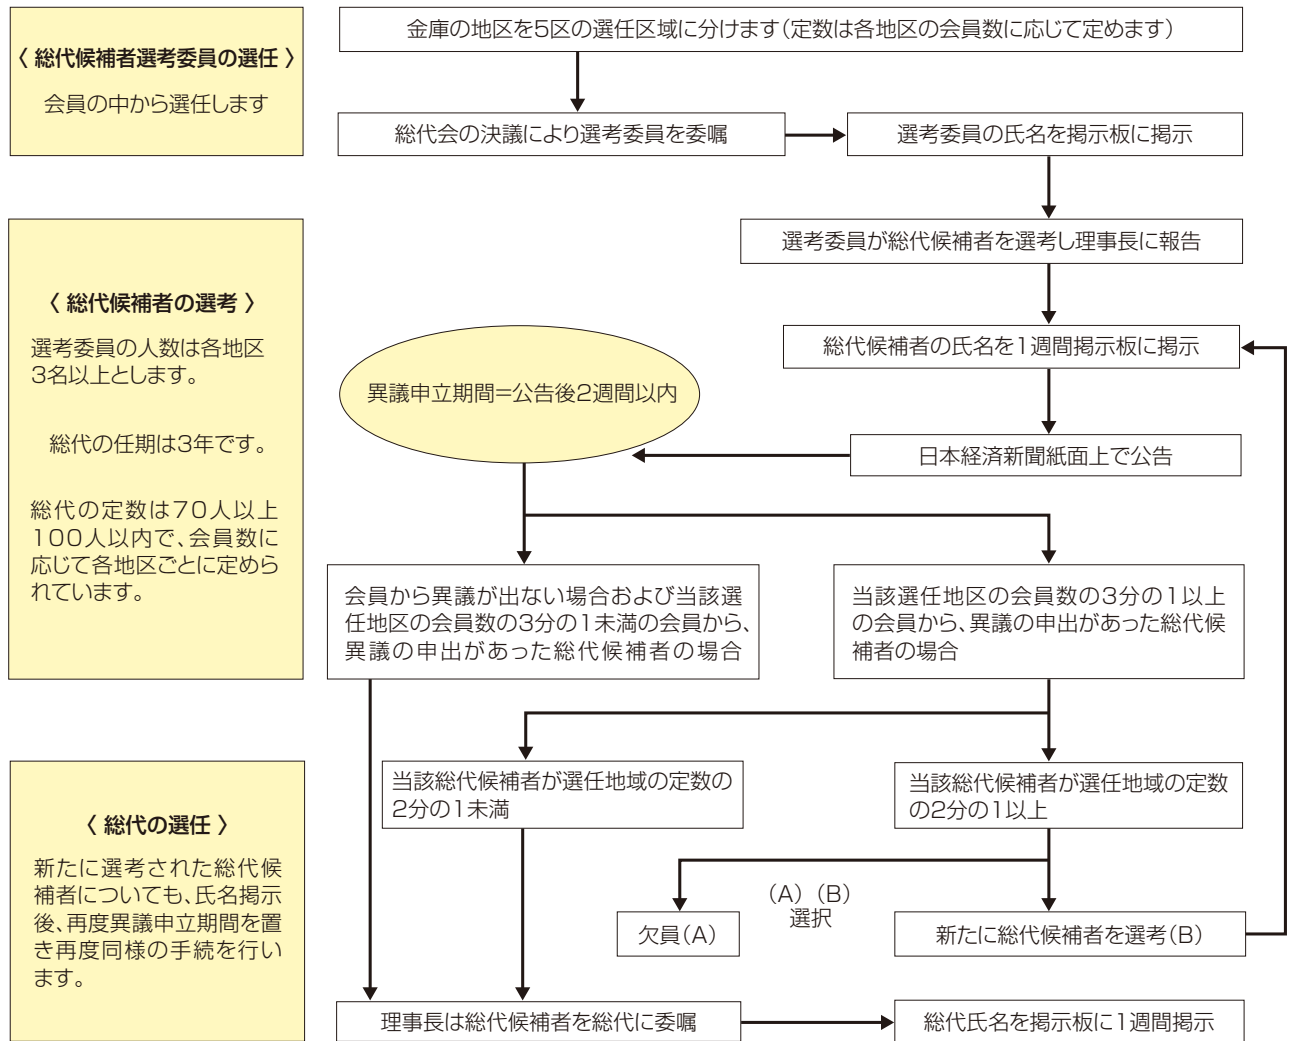 〈 総代候補者選考委員の選任 〉
会員の中から選任します
金庫の地区を5区の選任区域に分けます(定数は各地区の会員数に応じて定めます)
総代会の決議により選考委員を委嘱
選考委員の氏名を掲示板に掲示
〈 総代候補者の選考 〉
選考委員の人数は各地区
3名以上とします。
総代の任期は3年です。
総代の定数は70人以上
100人以内で、会員数に
応じて各地区ごとに定めら
れています。
選考委員が総代候補者を選考し理事長に報告
総代候補者の氏名を1週間掲示板に掲示
異議申立期間=公告後2週間以内
日本経済新聞紙面上で公告
会員から異議が出ない場合および当該選
任地区の会員数の3分の1未満の会員から、
異議の申出があった総代候補者の場合
当該選任地区の会員数の3分の1以上
の会員から、異議の申出があった総代候
補者の場合
〈 総代の選任 〉
新たに選考された総代候
補者についても、氏名掲示
後、再度異議申立期間を置
き再度同様の手続を行い
ます。
当該総代候補者が選任地域の定数の
2分の1未満
当該総代候補者が選任地域の定数
の2分の1以上
(A)(B)
選択
欠員(A)
新たに総代候補者を選考(B)
理事長は総代候補者を総代に委嘱
総代氏名を掲示板に1週間掲示